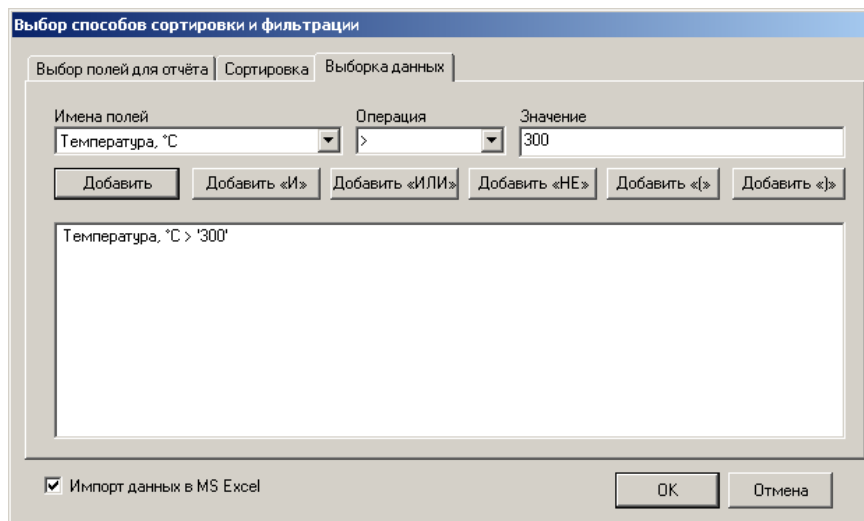 Выбор способов сортировки и фильтрации
Выбор полей для отчёта Сортировка Выборка данных
Имена полей Операция Значение
Температура, °C > 300
Добавить Добавить «И» Добавить «ИЛИ» Добавить «НЕ» Добавить «(» Добавить «)»
Температура, °C > '300'
Импорт данных в MS Excel OK Отмена